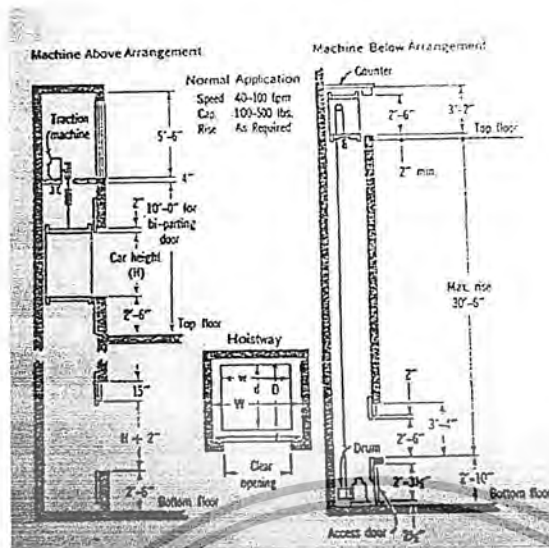 Machine Above Arrangement
Machine Below Arrangement
Normal Application
Speed 40-100 fpm
Cap. 100-500 lbs.
Rise As Required
Traction
machine
5'-6"
4"
2"
10'-0" for
bi-parting
door
Car height
(H)
2'-6"
Top floor
15"
H + 2"
2'-6"
Bottom floor
Hoistway
w
d
D
W
Clear
opening
Counter
2'-6"
3'-2"
Top floor
2" min.
Max. rise
30'-6"
2"
3'-4"
2'-6"
Drum
2'-3½"
2'-10"
Bottom floor
Access door